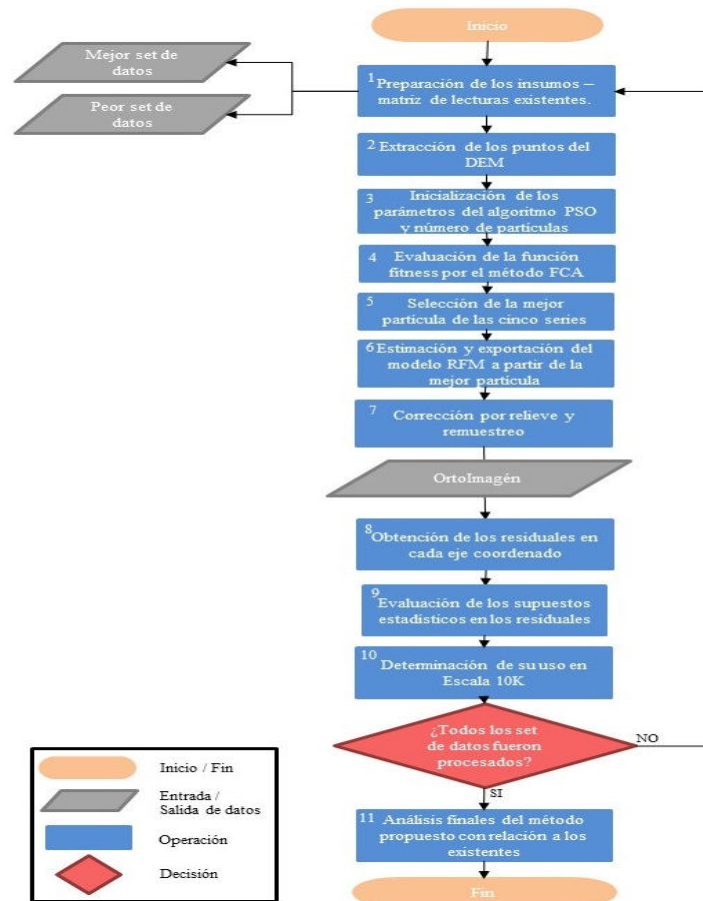 Inicio
Mejor set de
datos
Peor set de
datos
1 Preparación de los insumos –
matriz de lecturas existentes.
2 Extracción de los puntos del
DEM
3 Inicialización de los
parámetros del algoritmo PSO
y número de partículas
4 Evaluación de la función
fitness por el método FCA
5 Selección de la mejor
partícula de las cinco series
6 Estimación y exportación del
modelo RFM a partir de la
mejor partícula
7 Corrección por relieve y
remuestreo
OrtoImagén
8 Obtención de los residuales en
cada eje coordenado
9 Evaluación de los supuestos
estadísticos en los residuales
10 Determinación de su uso en
Escala 10K
¿Todos los set
de datos fueron
procesados?
NO
SI
11 Análisis finales del método
propuesto con relación a los
existentes
Fin
Inicio / Fin
Entrada /
Salida de datos
Operación
Decisión